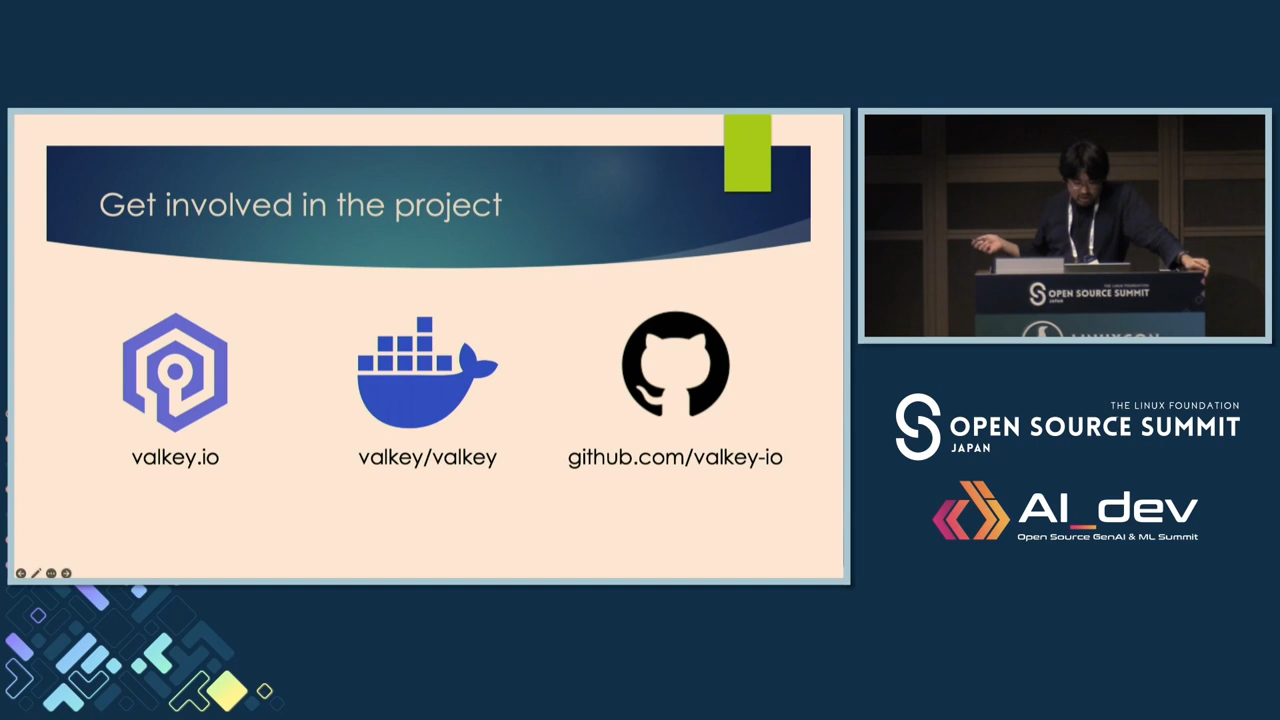 Get involved in the project
valkey.io
valkey/valkey
github.com/valkey-io
OPEN SOURCE SUMMIT
JAPAN
THE LINUX FOUNDATION
OPEN SOURCE SUMMIT
JAPAN
AI_dev
Open Source GenAI & ML Summit